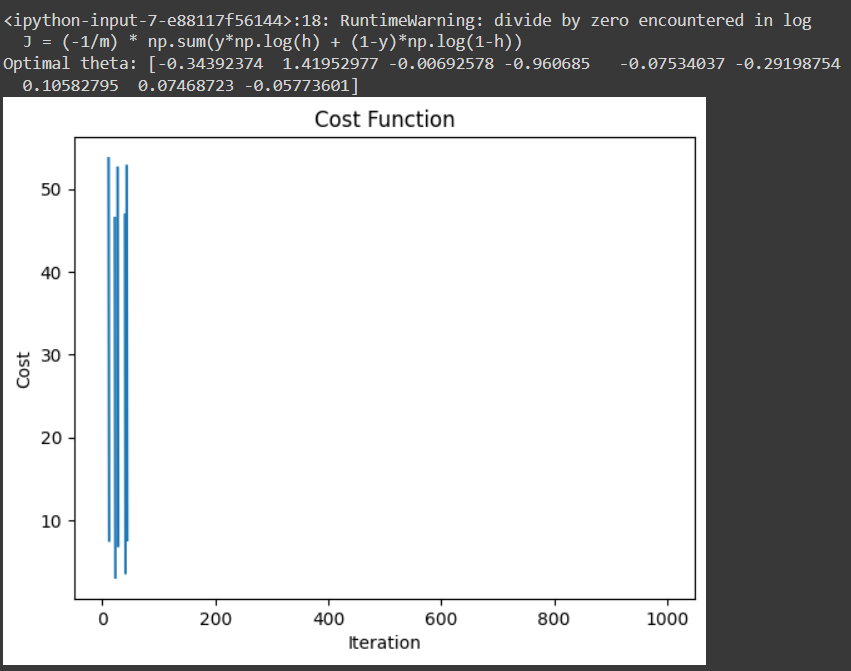 <ipython-input-7-e88117f56144>:18: RuntimeWarning: divide by zero encountered in log
J = (-1/m) * np.sum(y*np.log(h) + (1-y)*np.log(1-h))
Optimal theta: [-0.34392374  1.41952977 -0.00692578 -0.960685   -0.07534037 -0.29198754
0.10582795  0.07468723 -0.05773601]
Cost Function
50
40
30
20
10
Cost
0 200 400 600 800 1000
Iteration